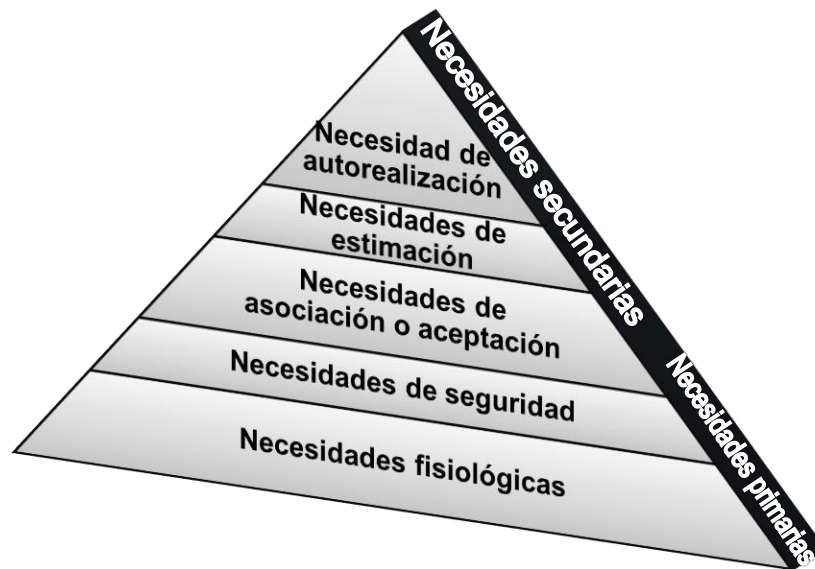 Necesidad de
autorealización
Necesidades de
estimación
Necesidades de
asociación o aceptación
Necesidades de seguridad
Necesidades fisiológicas
Necesidades secundarias
Necesidades primarias